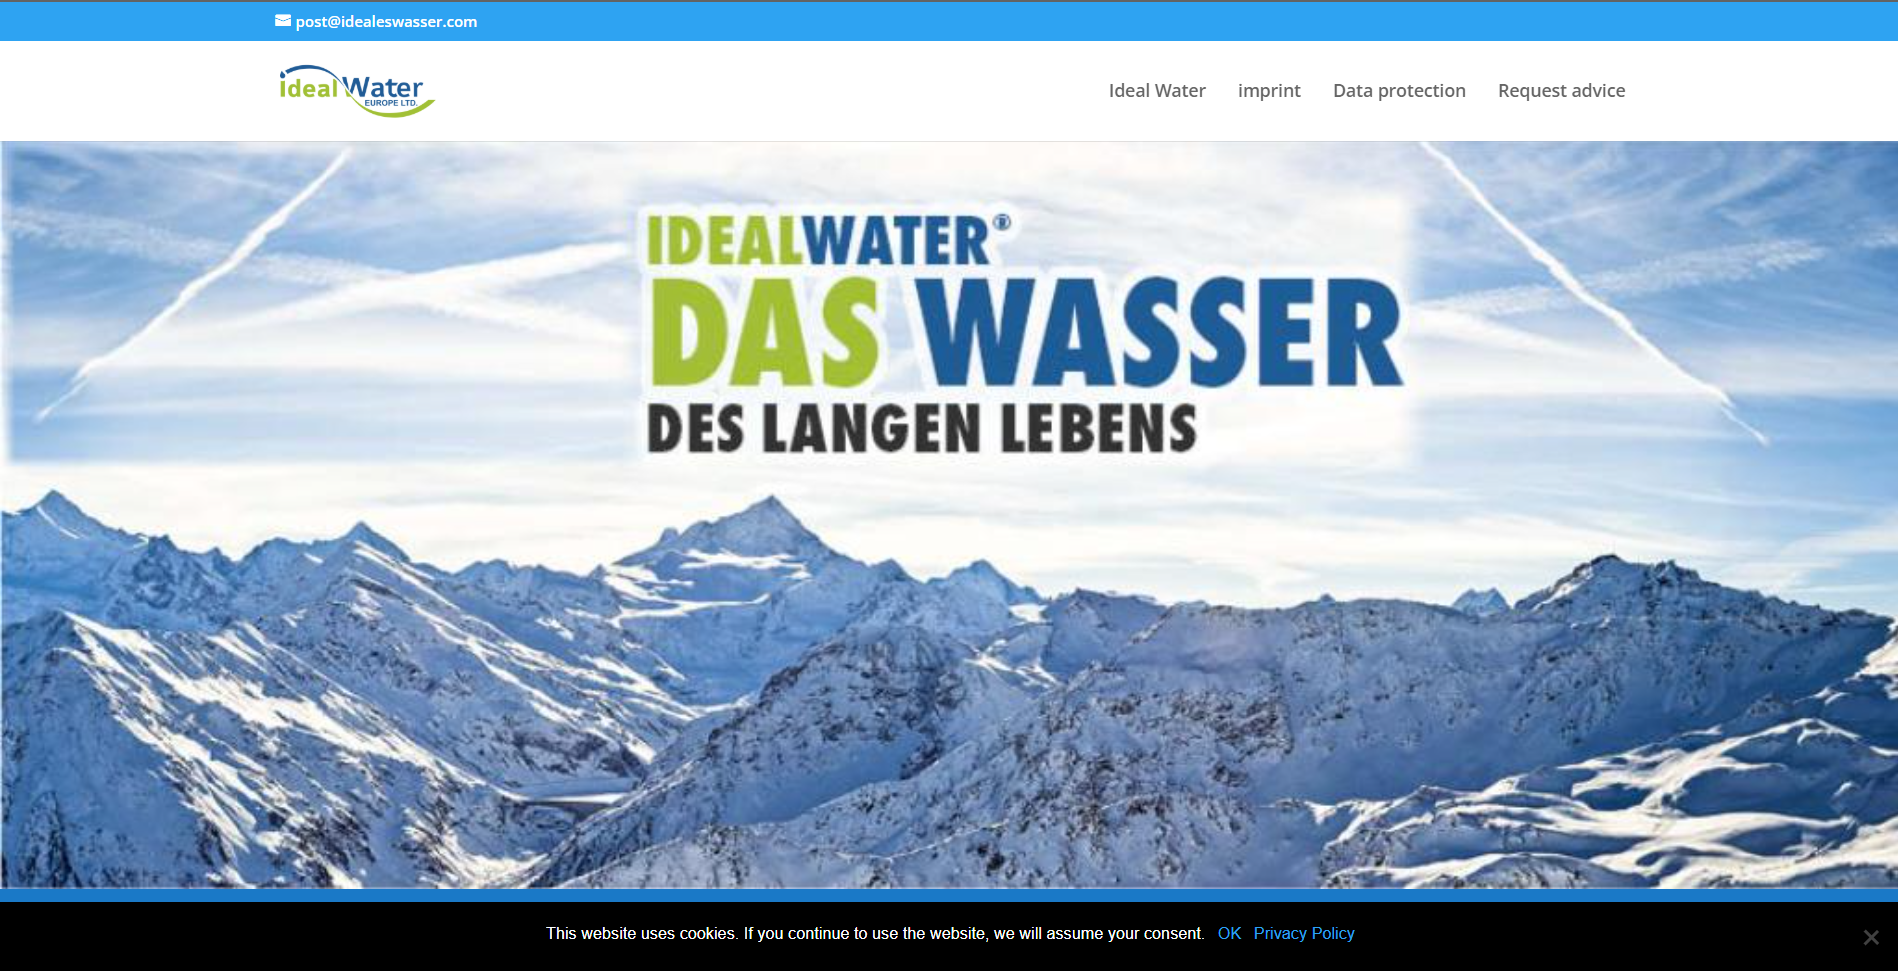 post@idealeswasser.com
ideal Water
EUROPE LTD.
Ideal Water
imprint
Data protection
Request advice
IDEALWATER®
DAS WASSER
DES LANGEN LEBENS
This website uses cookies. If you continue to use the website, we will assume your consent. OK Privacy Policy